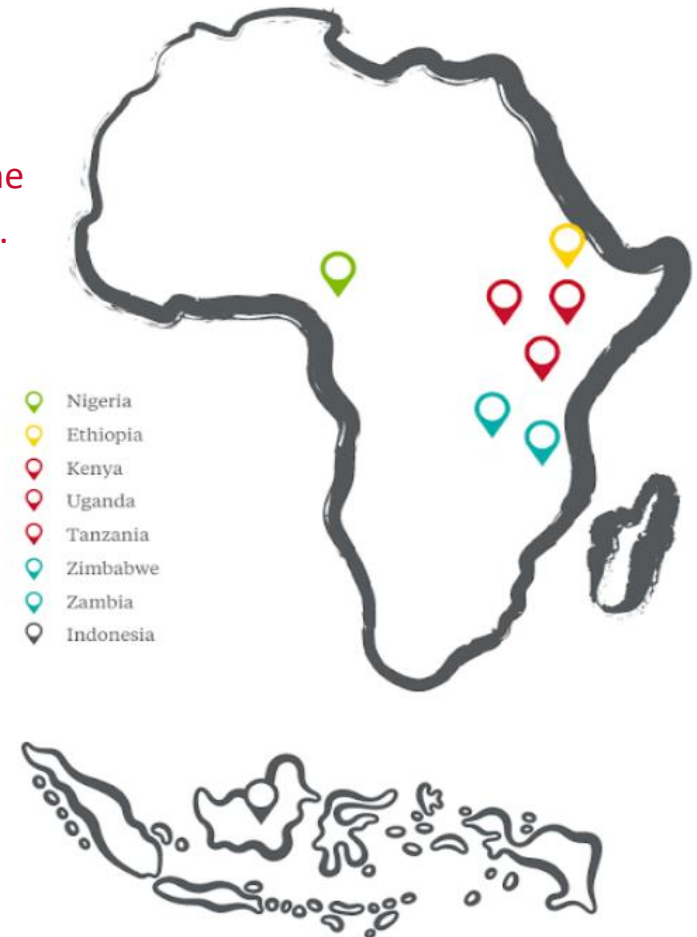 .
Nigeria
Ethiopia
Kenya
Uganda
Tanzania
Zimbabwe
Zambia
Indonesia